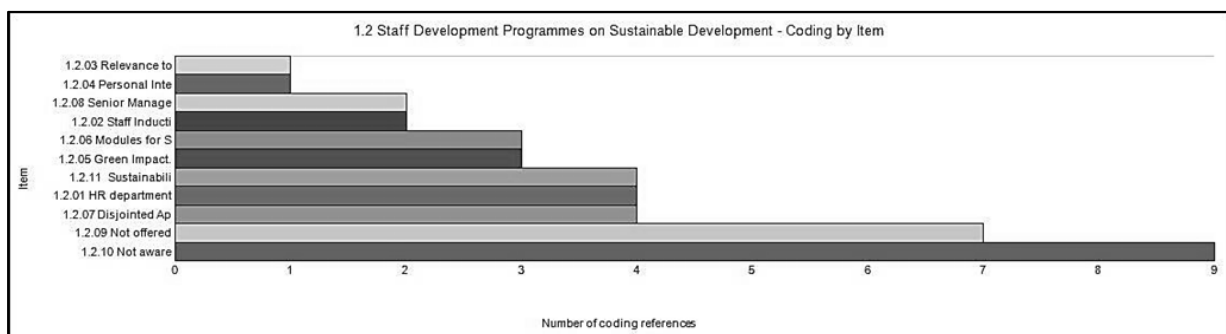 1.2 Staff Development Programmes on Sustainable Development - Coding by Item
1.2.03 Relevance to
1.2.04 Personal Inte
1.2.08 Senior Manage
1.2.02 Staff Inducti
1.2.06 Modules for S
1.2.05 Green Impact.
1.2.11 Sustainabili
1.2.01 HR department
1.2.07 Disjointed Ap
1.2.09 Not offered
1.2.10 Not aware
Item
0 1 2 3 4 5 6 7 8 9
Number of coding references